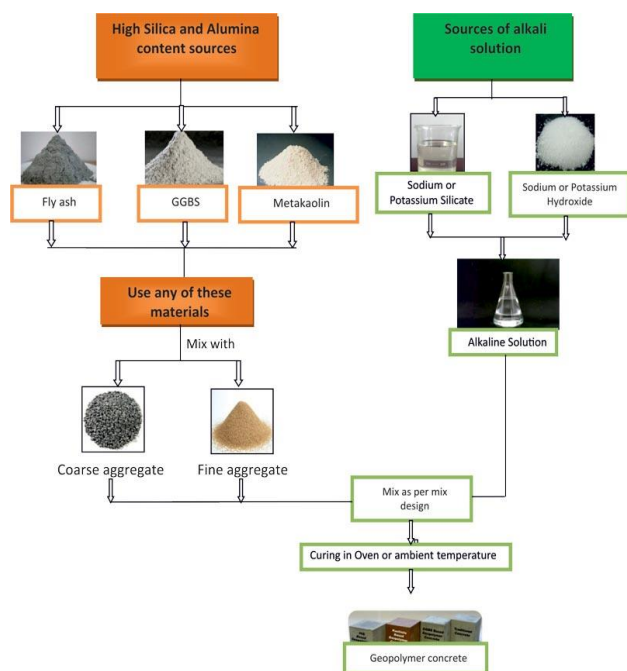 High Silica and Alumina
content sources
Sources of alkali
solution
Fly ash
GGBS
Metakaolin
Sodium or
Potassium Silicate
Sodium or Potassium
Hydroxide
Use any of these
materials
Alkaline Solution
Mix with
Coarse aggregate
Fine aggregate
Mix as per mix
design
Curing in Oven or ambient temperature
Geopolymer concrete